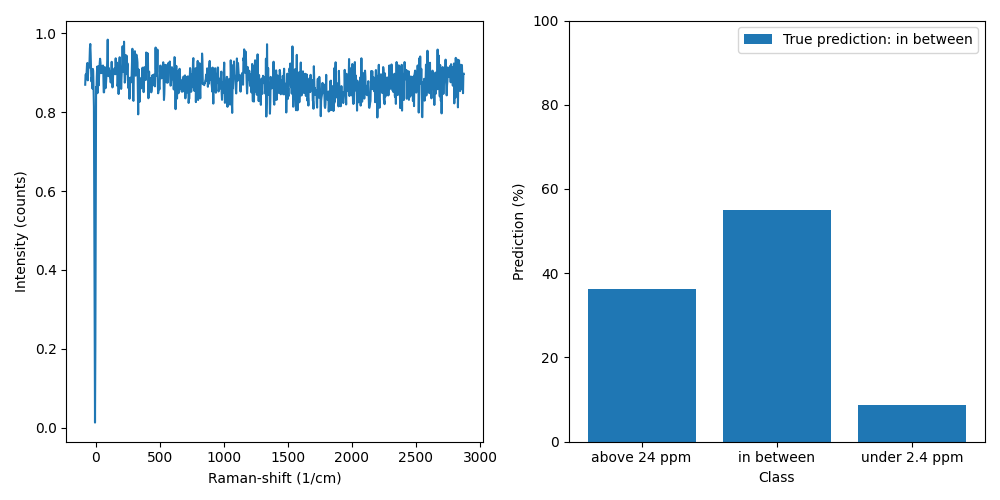 1.0
0.8
0.6
0.4
0.2
0.0
Intensity (counts)
0 500 1000 1500 2000 2500 3000
Raman-shift (1/cm)
100
80
60
40
20
0
Prediction (%)
True prediction: in between
above 24 ppm in between under 2.4 ppm
Class